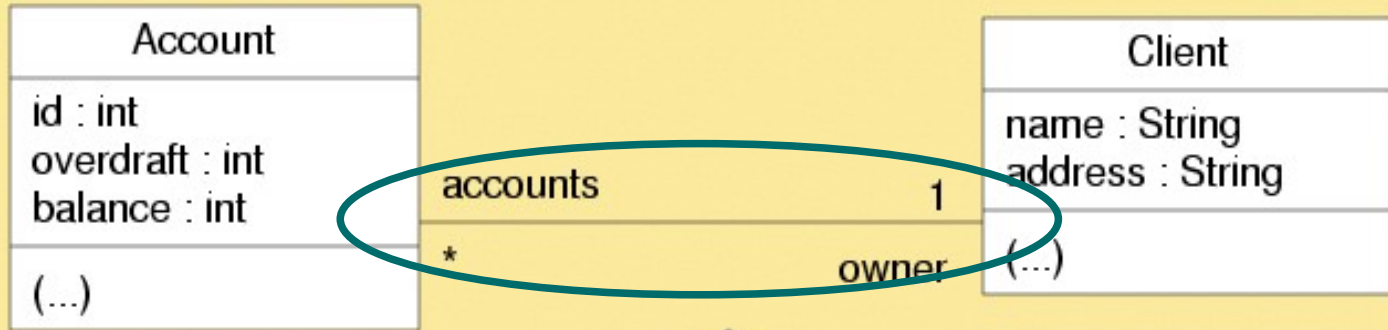 Account
id : int
overdraft : int
balance : int
(...)
accounts
1
*
owner
Client
name : String
address : String
(...)